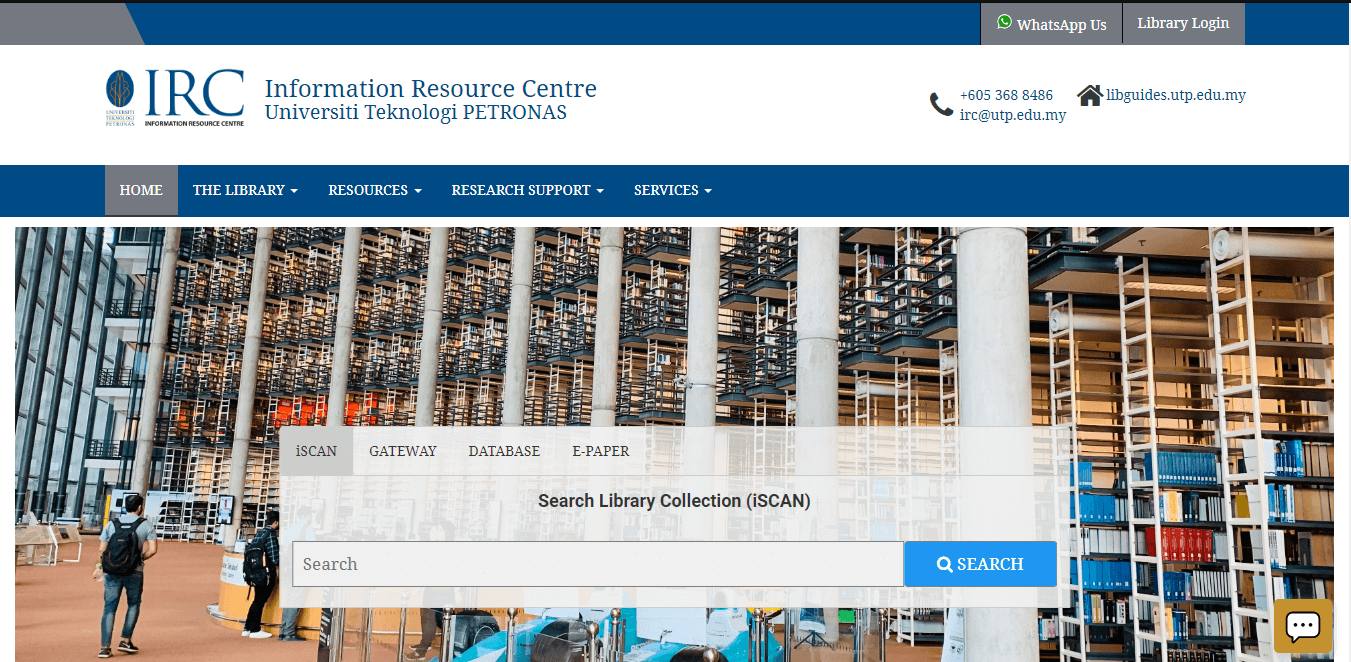 WhatsApp Us
Library Login
IRC
UNIVERSITI
TEKNOLOGI
PETRONAS
INFORMATION RESOURCE CENTRE
Information Resource Centre
Universiti Teknologi PETRONAS
+605 368 8486
irc@utp.edu.my
libguides.utp.edu.my
HOME
THE LIBRARY
RESOURCES
RESEARCH SUPPORT
SERVICES
iSCAN
GATEWAY
DATABASE
E-PAPER
Search Library Collection (iSCAN)
Search
SEARCH